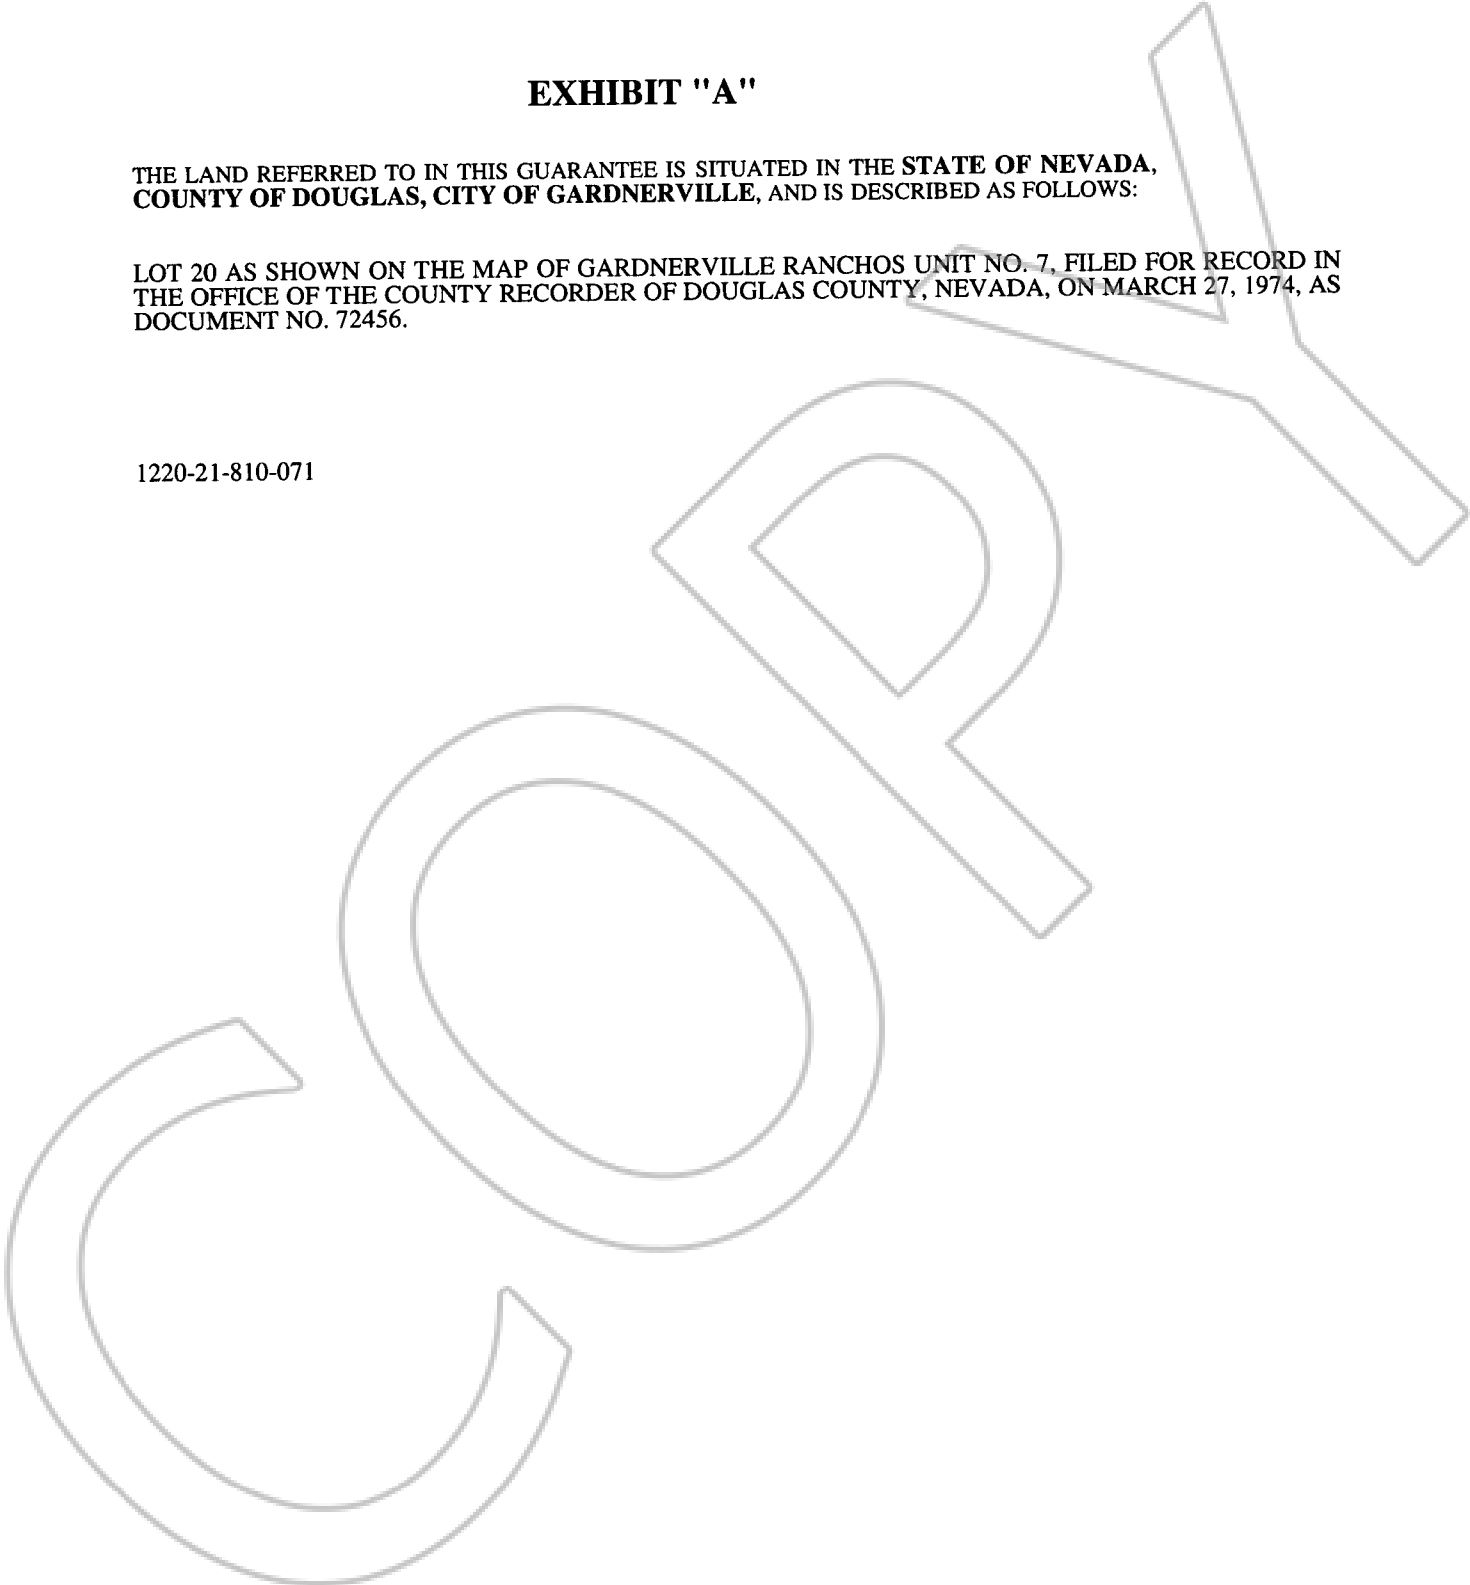 EXHIBIT "A"
THE LAND REFERRED TO IN THIS GUARANTEE IS SITUATED IN THE STATE OF NEVADA,
COUNTY OF DOUGLAS, CITY OF GARDNERVILLE, AND IS DESCRIBED AS FOLLOWS:
LOT 20 AS SHOWN ON THE MAP OF GARDNERVILLE RANCHOS UNIT NO. 7, FILED FOR RECORD IN
THE OFFICE OF THE COUNTY RECORDER OF DOUGLAS COUNTY, NEVADA, ON MARCH 27, 1974, AS
DOCUMENT NO. 72456.
1220-21-810-071
COPY